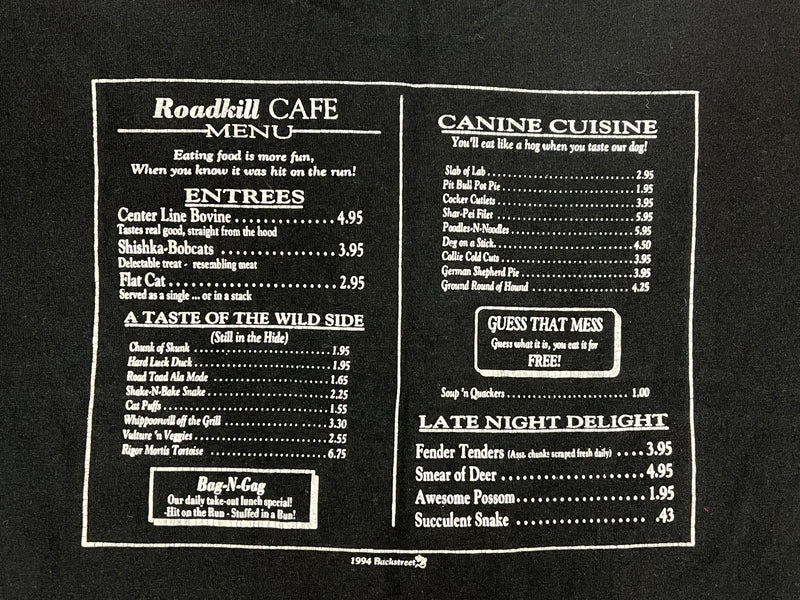 Roadkill CAFE
MENU
Eating food is more fun,
When you know it was hit on the run!
ENTREES
Center Line Bovine ................ 4.95
Tastes real good, straight from the hood
Shishka-Bobcats .................. 3.95
Delectable treat - resembling meat
Flat Cat .......................... 2.95
Served as a single ... or in a stack
A TASTE OF THE WILD SIDE
(Still in the Hide)
Chunk of Skunk ........................ 1.95
Hard Luck Duck ........................ 1.95
Road Toad Ala Mode .................... 1.65
Shake-N-Bake Snake .................... 2.25
Cat Puffs ............................. 1.55
Whippoorwill off the Grill ............ 3.30
Vulture 'n Veggies .................... 2.55
Rigor Mortis Tortoise ................. 6.75
Bag-N-Gag
Our daily take-out lunch special!
-Hit on the Run - Stuffed in a Bun!
CANINE CUISINE
You'll eat like a hog when you taste our dog!
Slab of Lab ........................... 2.95
Pit Bull Pot Pie ...................... 1.95
Cocker Cutlets ........................ 3.95
Shar-Pei Filet ........................ 5.95
Poodles-N-Noodles ..................... 5.95
Dog on a Stick ........................ 4.50
Collie Cold Cuts ...................... 3.95
German Shepherd Pie ................... 3.95
Ground Round of Hound ................. 4.25
GUESS THAT MESS
Guess what it is, you eat it for
FREE!
Soup 'n Quackers ...................... 1.00
LATE NIGHT DELIGHT
Fender Tenders (Asst. chunks scraped fresh daily) .... 3.95
Smear of Deer ..................... 4.95
Awesome Possom ................... 1.95
Succulent Snake ................... .43
1994 Backstreet